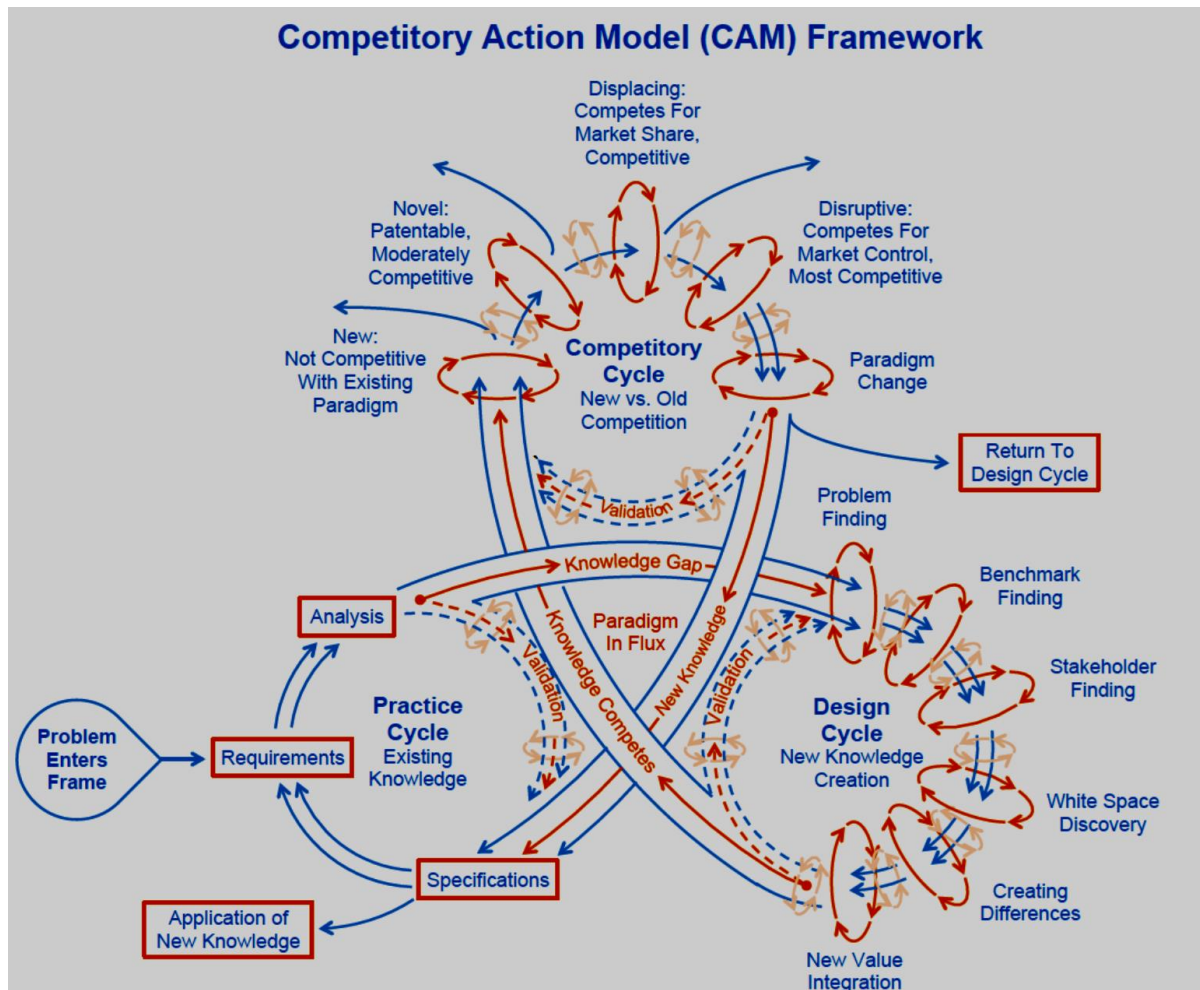 Competitory Action Model (CAM) Framework
Displacing:
Competes For
Market Share,
Competitive
Novel:
Patentable,
Moderately
Competitive
Disruptive:
Competes For
Market Control,
Most Competitive
New:
Not Competitive
With Existing
Paradigm
Competitory
Cycle
New vs. Old
Competition
Paradigm
Change
Return To
Design Cycle
Validation
Problem
Finding
Knowledge Gap
Benchmark
Finding
Analysis
Paradigm
In Flux
Knowledge Competes
New Knowledge
Validation
Validation
Stakeholder
Finding
Practice
Cycle
Existing
Knowledge
Design
Cycle
New Knowledge
Creation
Problem
Enters
Frame
Requirements
White Space
Discovery
Specifications
Creating
Differences
Application of
New Knowledge
New Value
Integration